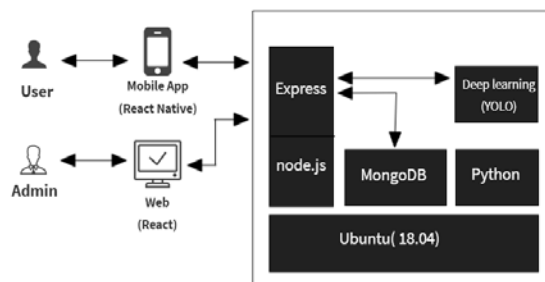 User
Mobile App
(React Native)
Admin
Web
(React)
Express
node.js
Deep learning
(YOLO)
MongoDB
Python
Ubuntu( 18.04)